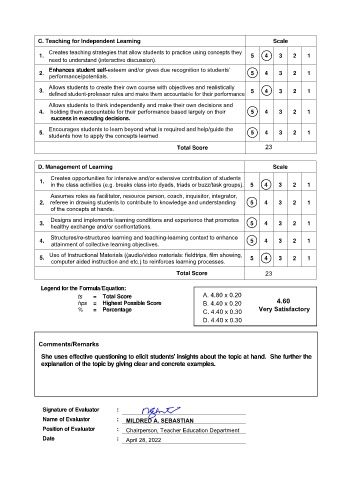 C. Teaching for Independent Learning Scale
1. Creates teaching strategies that allow students to practice using concepts they need to understand (interactive discussion). 5 4 3 2 1
2. Enhances student self-esteem and/or gives due recognition to students' performance/potentials. 5 4 3 2 1
3. Allows students to create their own course with objectives and realistically defined student-professor rules and make them accountable for their performance 5 4 3 2 1
4. Allows students to think independently and make their own decisions and holding them accountable for their performance based largely on their success in executing decisions. 5 4 3 2 1
5. Encourages students to learn beyond what is required and help/guide the students how to apply the concepts learned 5 4 3 2 1
Total Score 23
D. Management of Learning Scale
1. Creates opportunities for intensive and/or extensive contribution of students in the class activities (e.g. breaks class into dyads, triads or buzz/task groups). 5 4 3 2 1
2. Assumes roles as facilitator, resource person, coach, inquisitor, integrator, referee in drawing students to contribute to knowledge and understanding of the concepts at hands. 5 4 3 2 1
3. Designs and implements learning conditions and experience that promotes healthy exchange and/or confrontations. 5 4 3 2 1
4. Structures/re-structures learning and teaching-learning context to enhance attainment of collective learning objectives. 5 4 3 2 1
5. Use of Instructional Materials ((audio/video materials: fieldtrips, film showing, computer aided instruction and etc.) to reinforces learning processes. 5 4 3 2 1
Total Score 23
Legend for the Formula/Equation:
ts = Total Score
hps = Highest Possible Score
% = Percentage
A. 4.80 x 0.20
B. 4.40 x 0.20
C. 4.40 x 0.30
D. 4.40 x 0.30
4.60
Very Satisfactory
Comments/Remarks
She uses effective questioning to elicit students' insights about the topic at hand. She further the
explanation of the topic by giving clear and concrete examples.
Signature of Evaluator :
Name of Evaluator : MILDRED A. SEBASTIAN
Position of Evaluator : Chairperson, Teacher Education Department
Date : April 28, 2022